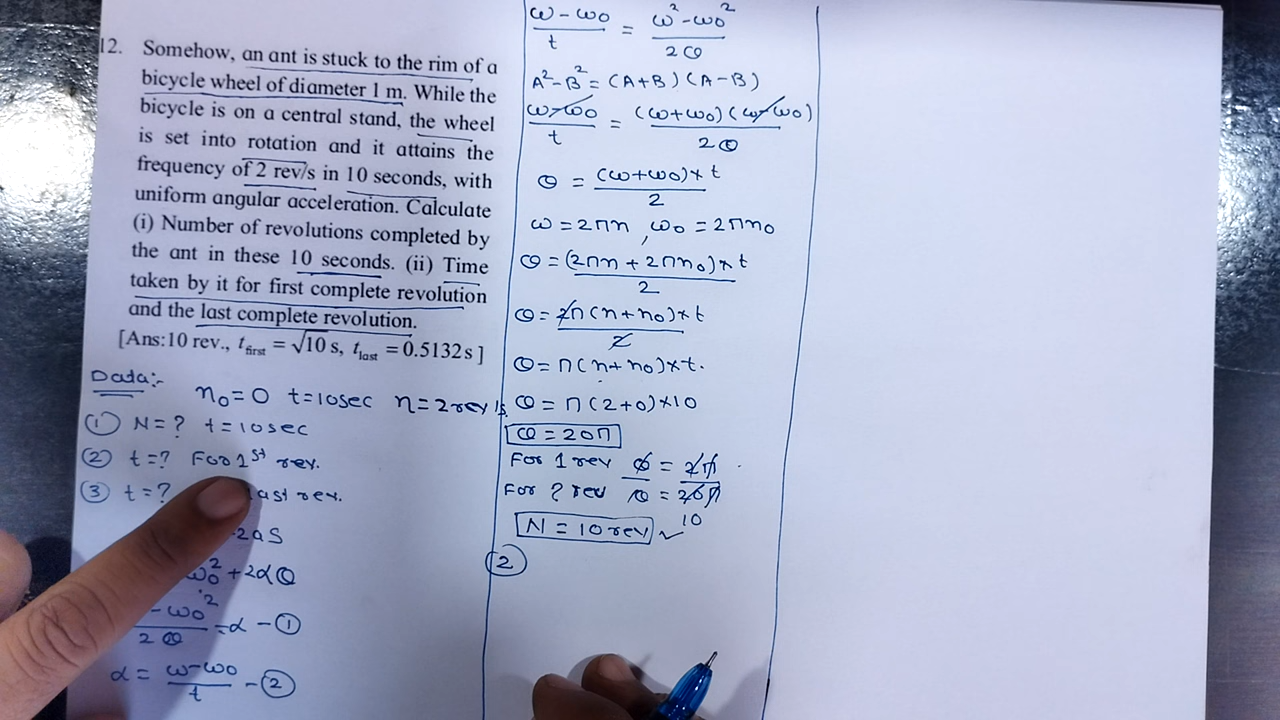 12. Somehow, an ant is stuck to the rim of a
bicycle wheel of diameter 1 m. While the
bicycle is on a central stand, the wheel
is set into rotation and it attains the
frequency of 2 rev/s in 10 seconds, with
uniform angular acceleration. Calculate
(i) Number of revolutions completed by
the ant in these 10 seconds. (ii) Time
taken by it for first complete revolution
and the last complete revolution.
[Ans:10 rev., t_first = √10 s, t_last = 0.5132 s]
Data:-
n₀=0 t=10sec n=2rev/s
① N=? t=10sec
② t=? For 1st rev.
③ t=? last rev.
2as
ω₀² + 2αθ
-ω₀² / 2θ = α - ①
α = ω-ω₀ / t - ②
ω-ω₀ / t = ω²-ω₀² / 2θ
A²-B² = (A+B)(A-B)
ω-ω₀ / t = (ω+ω₀)(ω-ω₀) / 2θ
θ = (ω+ω₀)×t / 2
ω = 2πn, ω₀ = 2πn₀
θ = (2πn + 2πn₀)×t / 2
θ = 2π(n+n₀)×t / 2
θ = π(n+n₀)×t.
θ = π(2+0)×10
θ = 20π
For 1 rev θ = 2π
For ? rev θ = 20π
10
N = 10 rev ✓
②